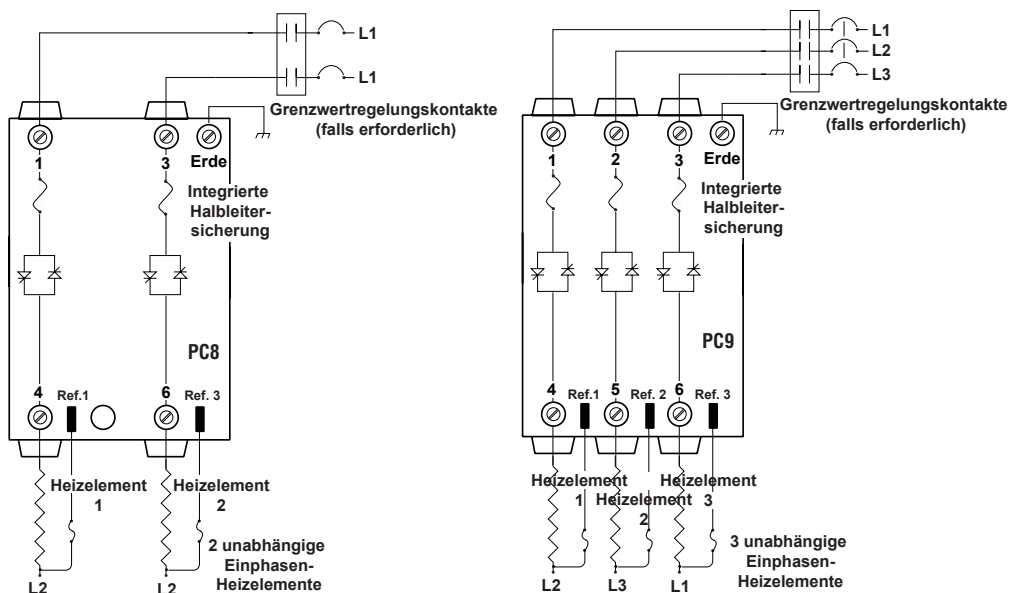 L1
L1
Grenzwertregelungskontakte
(falls erforderlich)
1
3
Erde
Integrierte
Halbleiter-
sicherung
PC8
4
Ref.1
6
Ref. 3
Heizelement
1
Heizelement
2
2 unabhängige
Einphasen-
Heizelemente
L2
L2
L1
L2
L3
Grenzwertregelungskontakte
(falls erforderlich)
1
2
3
Erde
Integrierte
Halbleiter-
sicherung
PC9
4
Ref.1
5
Ref. 2
6
Ref. 3
Heizelement
1
Heizelement
2
Heizelement
3
3 unabhängige
Einphasen-
Heizelemente
L2
L3
L1